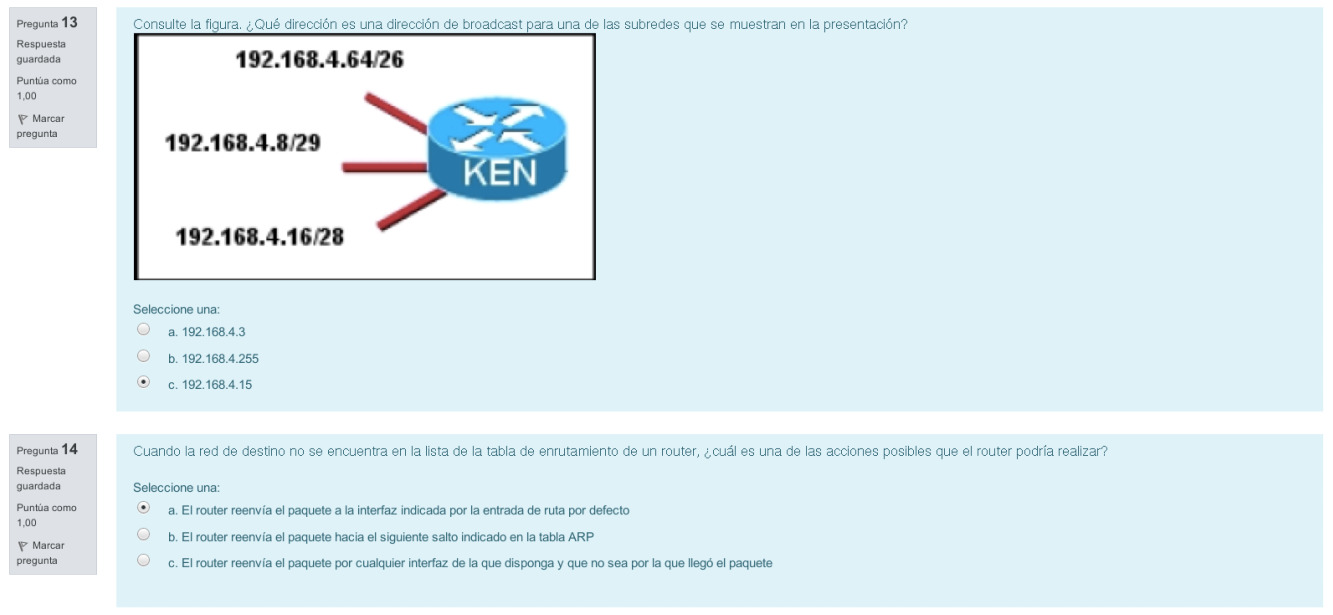 Pregunta 13
Respuesta
guardada
Puntúa como
1,00
Marcar
pregunta
Consulte la figura. ¿Qué dirección es una dirección de broadcast para una de las subredes que se muestran en la presentación?
192.168.4.64/26
192.168.4.8/29
KEN
192.168.4.16/28
Seleccione una:
a. 192.168.4.3
b. 192.168.4.255
c. 192.168.4.15
Pregunta 14
Respuesta
guardada
Puntúa como
1,00
Marcar
pregunta
Cuando la red de destino no se encuentra en la lista de la tabla de enrutamiento de un router, ¿cuál es una de las acciones posibles que el router podría realizar?
Seleccione una:
a. El router reenvía el paquete a la interfaz indicada por la entrada de ruta por defecto
b. El router reenvía el paquete hacia el siguiente salto indicado en la tabla ARP
c. El router reenvía el paquete por cualquier interfaz de la que disponga y que no sea por la que llegó el paquete